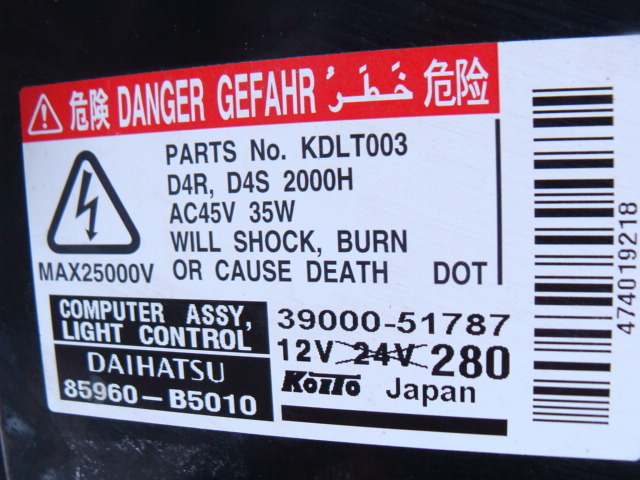 危険 DANGER GEFAHR خَطَرُ 危险
PARTS No. KDLT003
D4R, D4S 2000H
AC45V 35W
WILL SHOCK, BURN
OR CAUSE DEATH DOT
MAX25000V
COMPUTER ASSY,
LIGHT CONTROL
DAIHATSU
85960-B5010
39000-51787
12V 24V 280
KOITO Japan
474019218